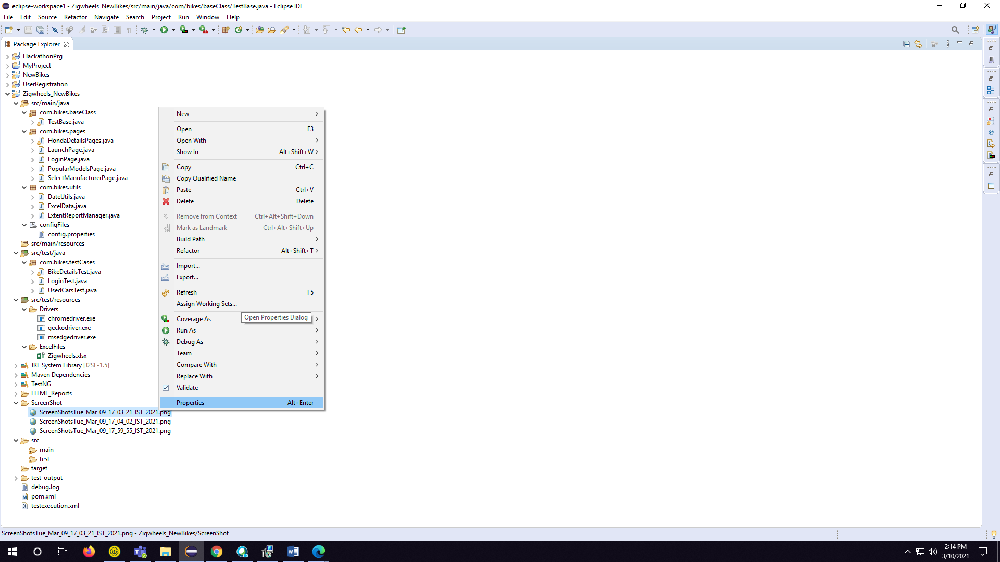 eclipse-workspace1 - Zigwheels_NewBikes/src/main/java/com/bikes/baseClass/TestBase.java - Eclipse IDE
File Edit Source Refactor Navigate Search Project Run Window Help
Package Explorer
HackathonPrg
MyProject
NewBikes
UserRegistration
Zigwheels_NewBikes
src/main/java
com.bikes.baseClass
TestBase.java
com.bikes.pages
HondaDetailsPages.java
LaunchPage.java
LoginPage.java
PopularModelsPage.java
SelectManufacturerPage.java
com.bikes.utils
DateUtils.java
ExcelData.java
ExtentReportManager.java
configFiles
config.properties
src/main/resources
src/test/java
com.bikes.testCases
BikeDetailsTest.java
LoginTest.java
UsedCarsTest.java
src/test/resources
Drivers
chromedriver.exe
geckodriver.exe
msedgedriver.exe
ExcelFiles
Zigwheels.xlsx
JRE System Library [J2SE-1.5]
Maven Dependencies
TestNG
HTML_Reports
ScreenShot
ScreenShotsTue_Mar_09_17_03_21_IST_2021.png
ScreenShotsTue_Mar_09_17_04_02_IST_2021.png
ScreenShotsTue_Mar_09_17_59_55_IST_2021.png
src
main
test
target
test-output
debug.log
pom.xml
testexecution.xml
New
Open F3
Open With
Show In Alt+Shift+W
Copy Ctrl+C
Copy Qualified Name
Paste Ctrl+V
Delete Delete
Remove from Context Ctrl+Alt+Shift+Down
Mark as Landmark Ctrl+Alt+Shift+Up
Build Path
Refactor Alt+Shift+T
Import...
Export...
Refresh F5
Assign Working Sets...
Coverage As
Open Properties Dialog
Run As
Debug As
Team
Compare With
Replace With
Validate
Properties Alt+Enter
ScreenShotsTue_Mar_09_17_03_21_IST_2021.png - Zigwheels_NewBikes/ScreenShot
2:14 PM
3/10/2021